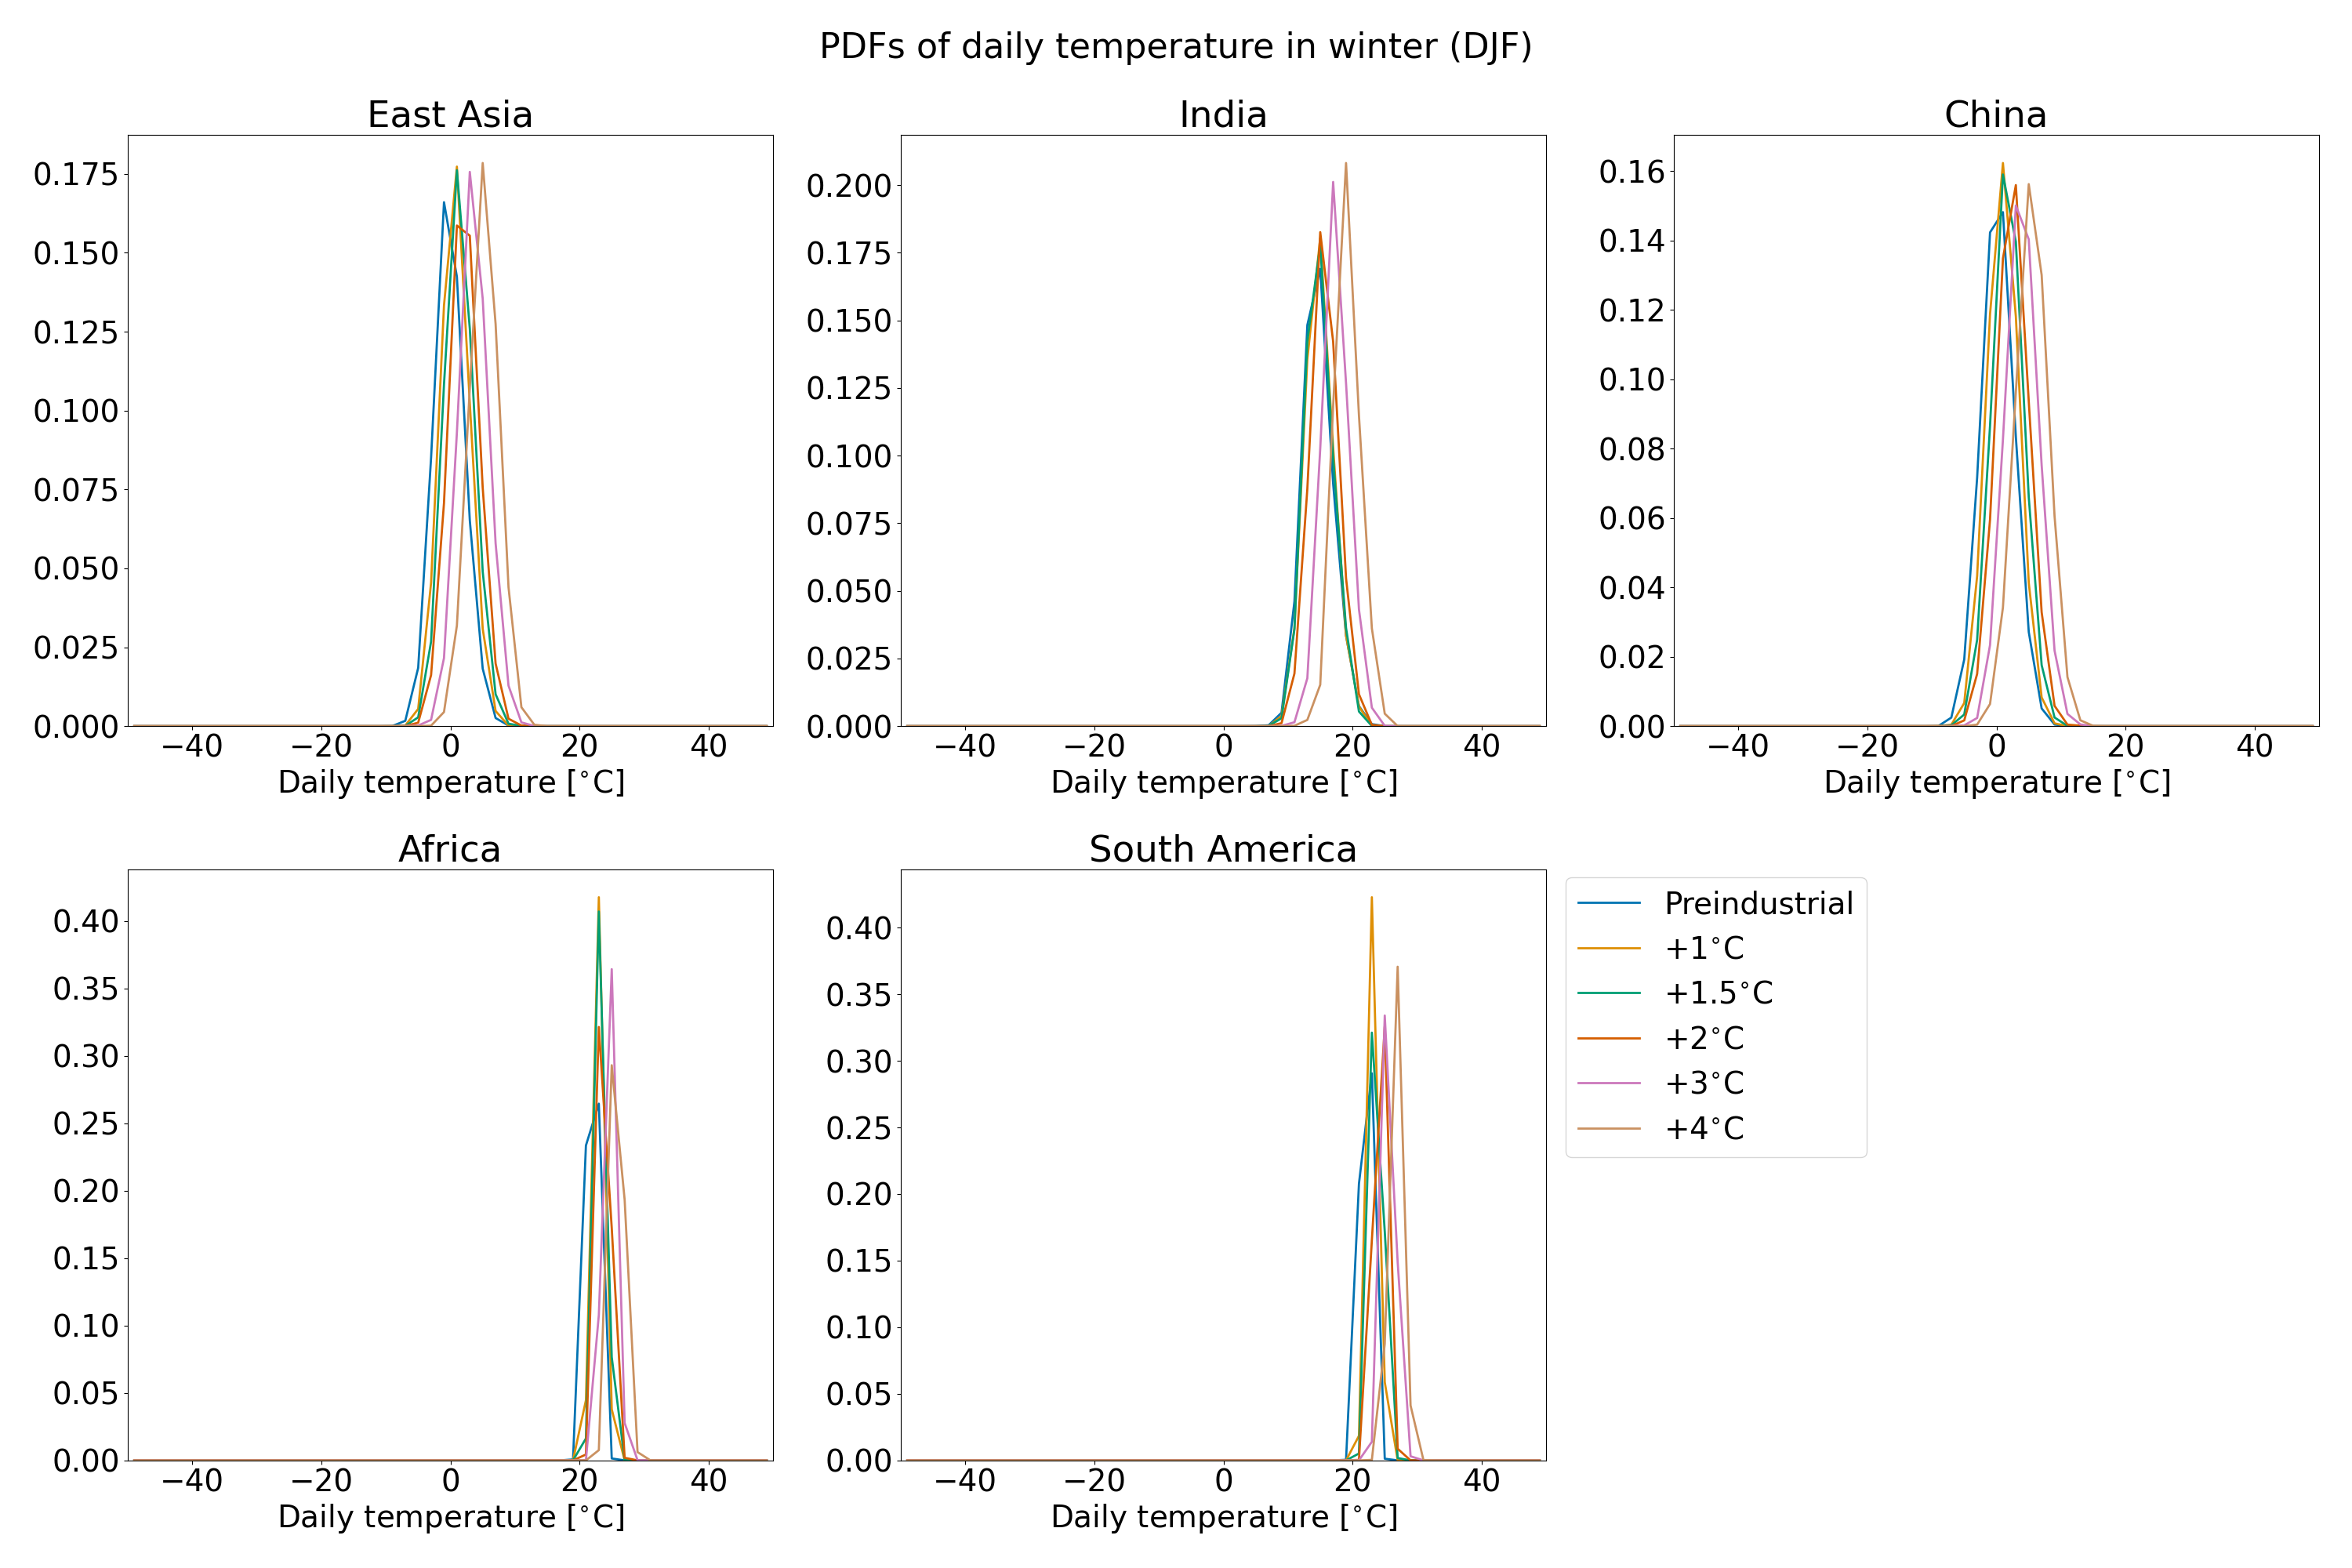 PDFs of daily temperature in winter (DJF)
East Asia
0.175
0.150
0.125
0.100
0.075
0.050
0.025
0.000
−40 −20 0 20 40
Daily temperature [°C]
India
0.200
0.175
0.150
0.125
0.100
0.075
0.050
0.025
0.000
−40 −20 0 20 40
Daily temperature [°C]
China
0.16
0.14
0.12
0.10
0.08
0.06
0.04
0.02
0.00
−40 −20 0 20 40
Daily temperature [°C]
Africa
0.40
0.35
0.30
0.25
0.20
0.15
0.10
0.05
0.00
−40 −20 0 20 40
Daily temperature [°C]
South America
0.40
0.35
0.30
0.25
0.20
0.15
0.10
0.05
0.00
−40 −20 0 20 40
Daily temperature [°C]
Preindustrial
+1°C
+1.5°C
+2°C
+3°C
+4°C